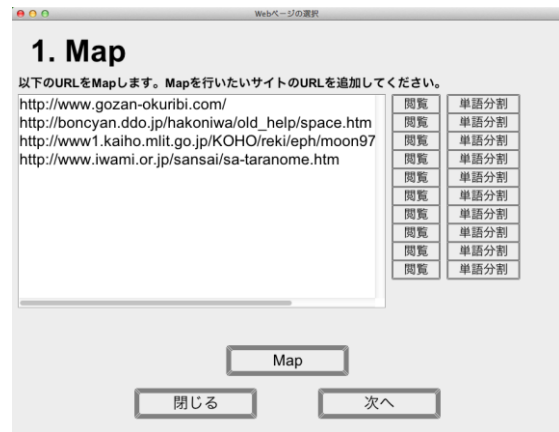 Webページの選択
1. Map
以下のURLをMapします。Mapを行いたいサイトのURLを追加してください。
http://www.gozan-okuribi.com/ 閲覧 単語分割
http://boncyan.ddo.jp/hakoniwa/old_help/space.htm 閲覧 単語分割
http://www1.kaiho.mlit.go.jp/KOHO/reki/eph/moon97 閲覧 単語分割
http://www.iwami.or.jp/sansai/sa-taranome.htm 閲覧 単語分割
閲覧 単語分割
閲覧 単語分割
閲覧 単語分割
閲覧 単語分割
閲覧 単語分割
閲覧 単語分割
Map
閉じる 次へ